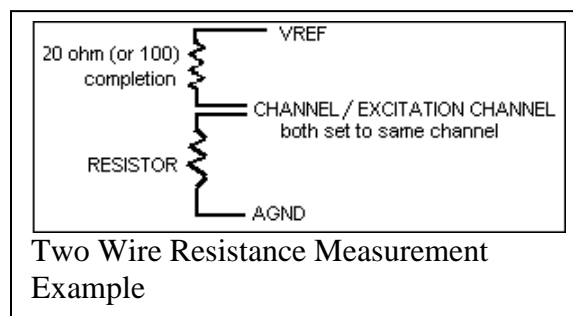 VREF
20 ohm (or 100)
completion
CHANNEL / EXCITATION CHANNEL
both set to same channel
RESISTOR
AGND
Two Wire Resistance Measurement
Example